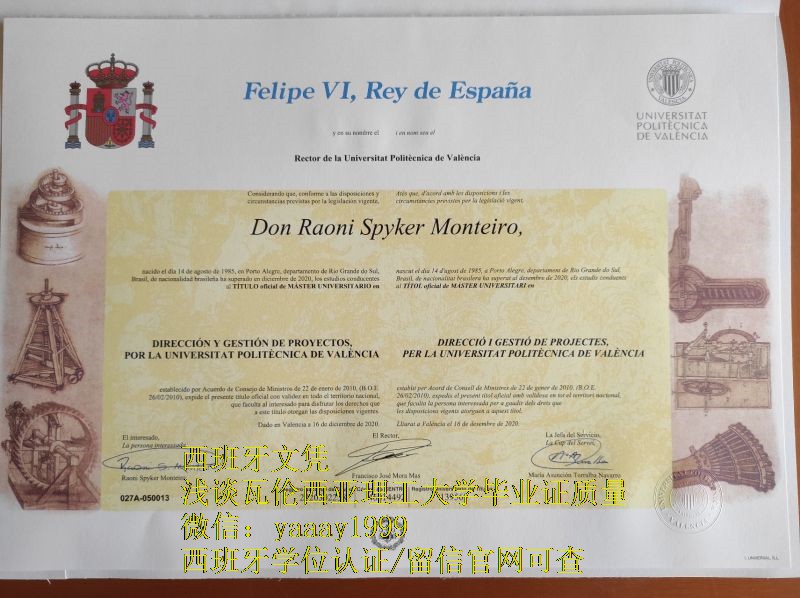 Felipe VI, Rey de España
UNIVERSITAT
POLITÈCNICA
DE VALÈNCIA
y en su nombre el i en nom seu el
Rector de la Universitat Politècnica de València
Considerando que, conforme a las disposiciones y
circunstancias previstas por la legislación vigente,
Atés que, d'acord amb les disposicions i les
circumstàncies previstes per la legislació vigent,
Don Raoni Spyker Monteiro,
nacido el día 14 de agosto de 1985, en Porto Alegre, departamento de Rio Grande do Sul,
Brasil, de nacionalidad brasileña ha superado en diciembre de 2020, los estudios conducentes
al TÍTULO oficial de MÁSTER UNIVERSITARIO en
nascut el dia 14 d'agost de 1985, a Porto Alegre, departament de Rio Grande do Sul,
Brasil, de nacionalitat brasilera ha superat al desembre de 2020, els estudis conduents
al TÍTOL oficial de MÀSTER UNIVERSITARI en
DIRECCIÓN Y GESTIÓN DE PROYECTOS,
POR LA UNIVERSITAT POLITÈCNICA DE VALÈNCIA
DIRECCIÓ I GESTIÓ DE PROJECTES,
PER LA UNIVERSITAT POLITÈCNICA DE VALÈNCIA
establecido por Acuerdo de Consejo de Ministros de 22 de enero de 2010, (B.O.E.
26/02/2010), expide el presente título oficial con validez en todo el territorio nacional,
que faculta al interesado para disfrutar los derechos que
a este título otorgan las disposiciones vigentes.
establit per Acord de Consell de Ministres de 22 de gener de 2010, (B.O.E.
26/02/2010), expedix el present títol oficial amb validesa en tot el territori nacional,
que faculta la persona interessada per a gaudir dels drets que
les disposicions vigents atorguen a aquest títol.
Dado en Valencia a 16 de diciembre de 2020.
Lliurat a València el 16 de desembre de 2020.
El interesado,
La persona interessada
El Rector,
La Jefa del Servicio,
La Cap del Servei,
Raoni Spyker Monteiro
Francisco José Mora Mas
María Asunción Torralba Navarro
027A-050013
西班牙文凭
浅谈瓦伦西亚理工大学毕业证质量
微信：yaaay1999
西班牙学位认证/留信官网可查